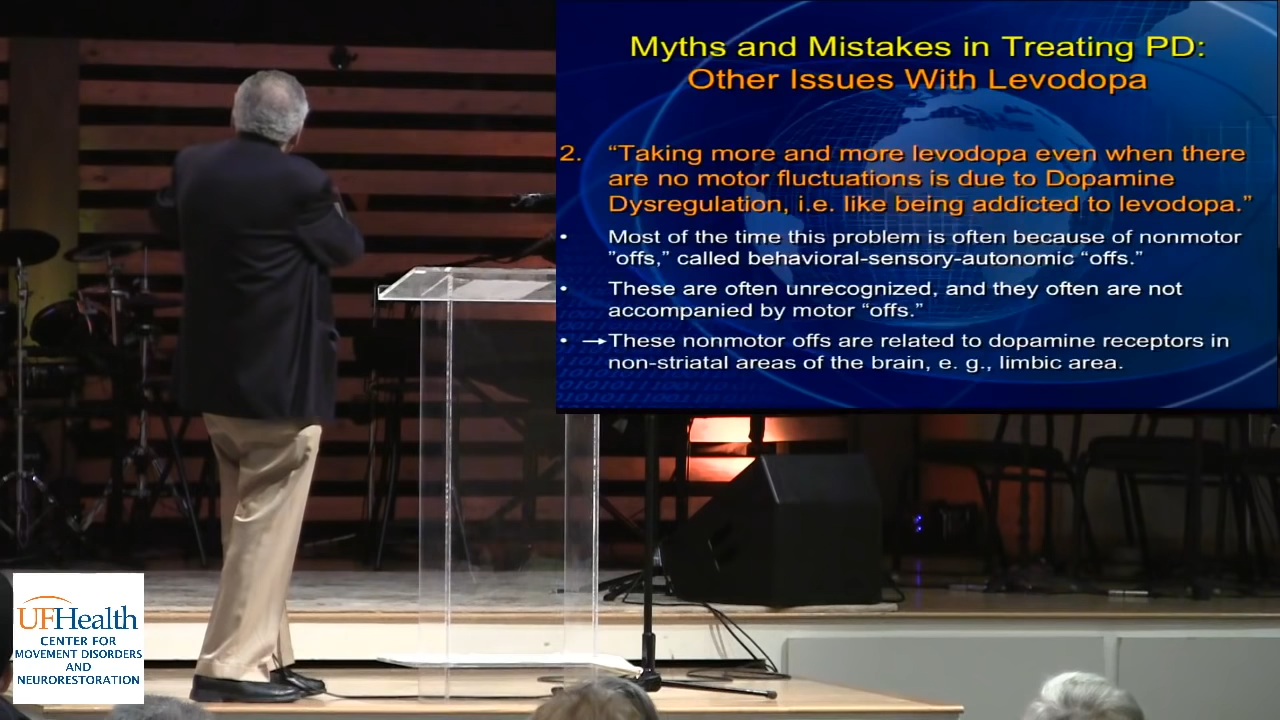 Myths and Mistakes in Treating PD:
Other Issues With Levodopa
2. “Taking more and more levodopa even when there
are no motor fluctuations is due to Dopamine
Dysregulation, i.e. like being addicted to levodopa.”
• Most of the time this problem is often because of nonmotor
”offs,” called behavioral-sensory-autonomic “offs.”
• These are often unrecognized, and they often are not
accompanied by motor “offs.”
• →These nonmotor offs are related to dopamine receptors in
non-striatal areas of the brain, e. g., limbic area.
UFHealth
CENTER FOR
MOVEMENT DISORDERS
AND
NEURORESTORATION